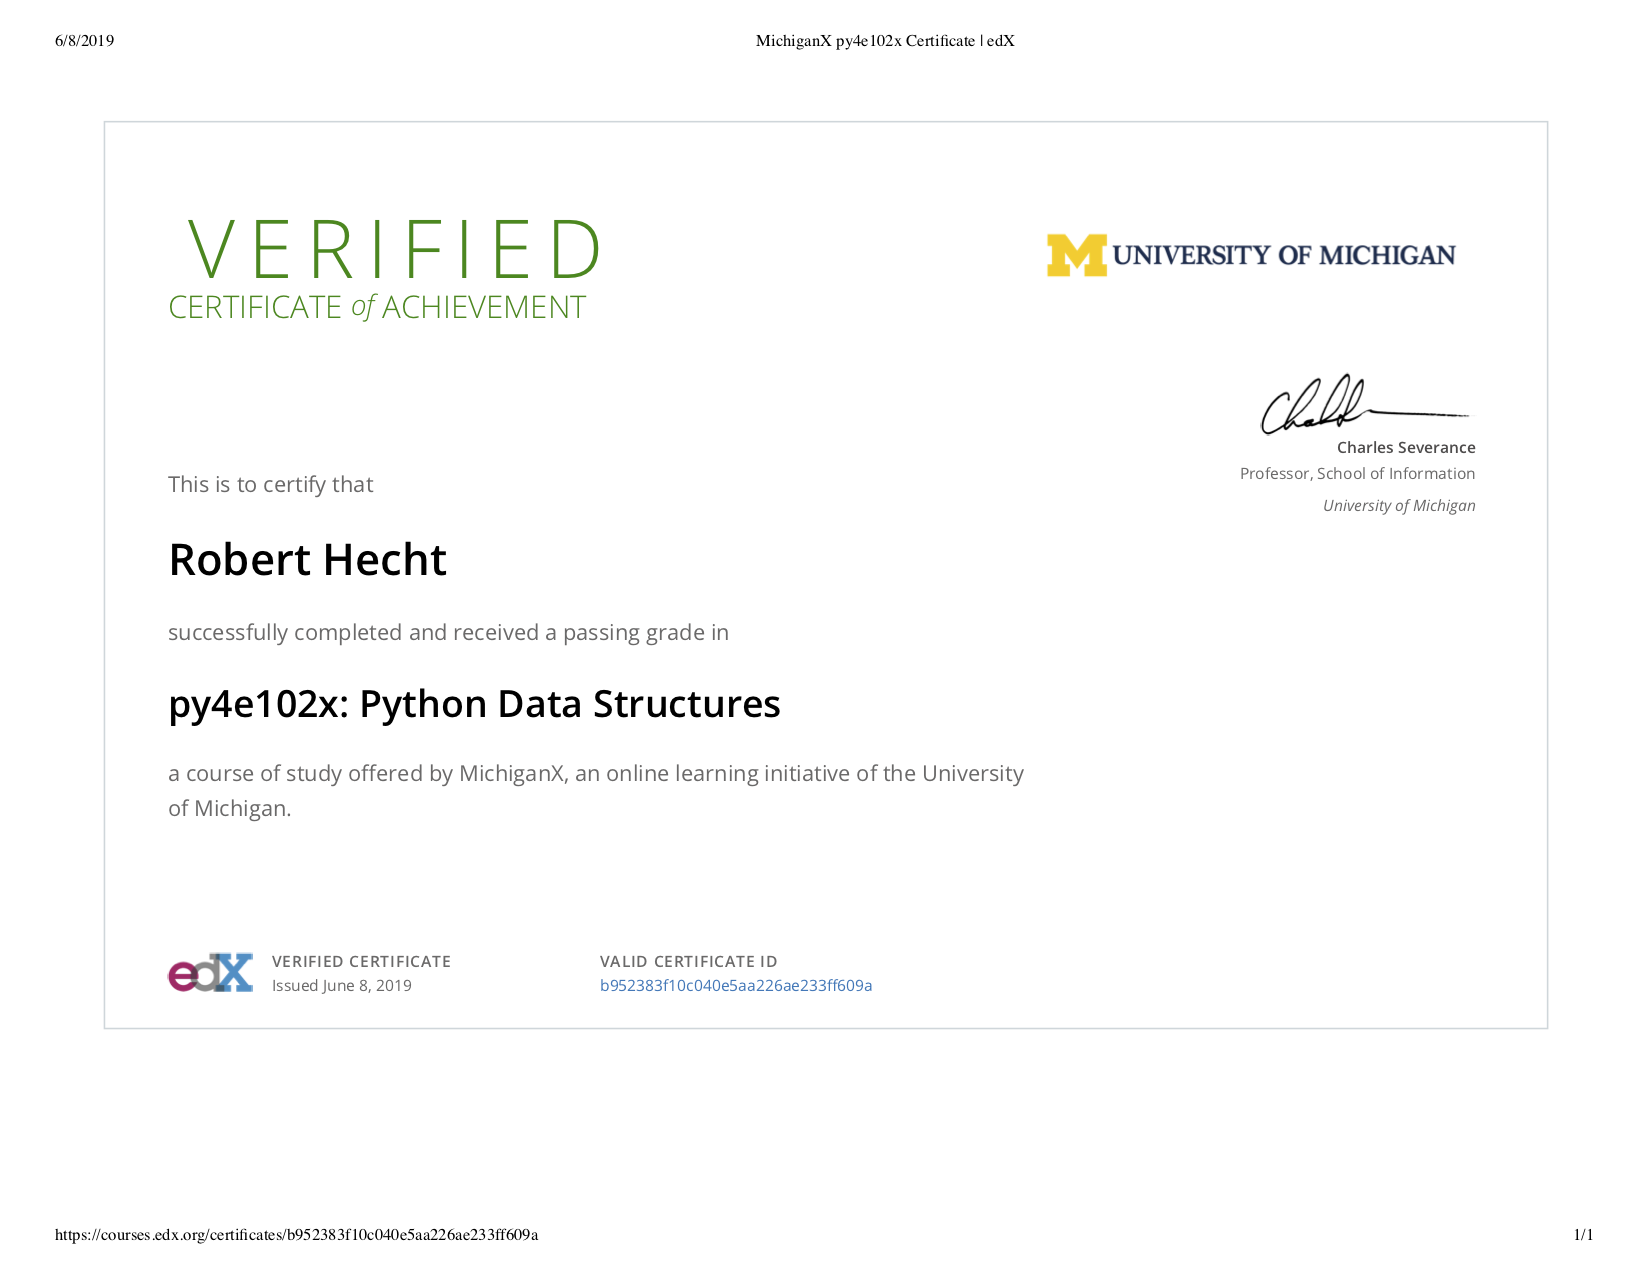 6/8/2019
MichiganX py4e102x Certificate | edX
VERIFIED
CERTIFICATE of ACHIEVEMENT
UNIVERSITY OF MICHIGAN
Charles Severance
Professor, School of Information
University of Michigan
This is to certify that
Robert Hecht
successfully completed and received a passing grade in
py4e102x: Python Data Structures
a course of study offered by MichiganX, an online learning initiative of the University
of Michigan.
edX
VERIFIED CERTIFICATE
Issued June 8, 2019
VALID CERTIFICATE ID
b952383f10c040e5aa226ae233ff609a
https://courses.edx.org/certificates/b952383f10c040e5aa226ae233ff609a
1/1